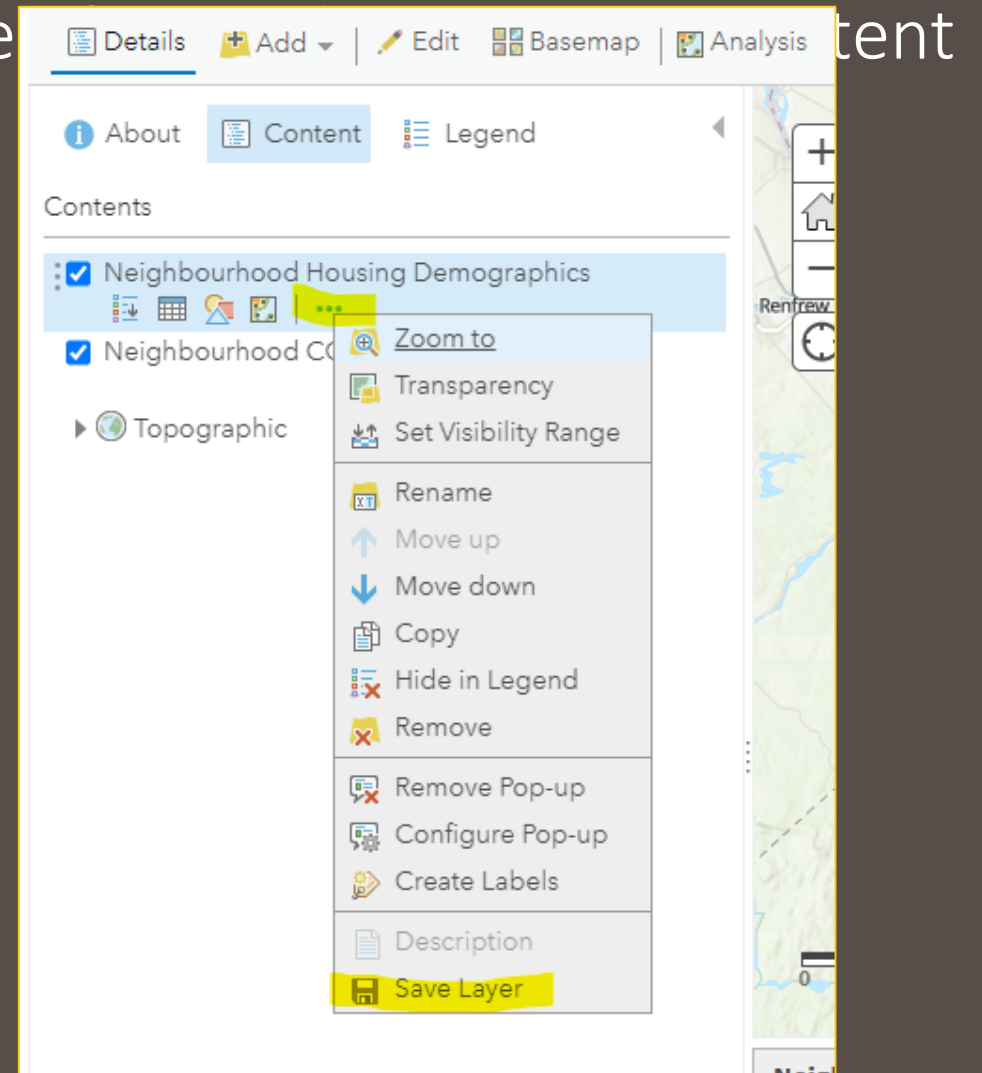 tent
Details Add Edit Basemap Analysis
About Content Legend
Contents
Neighbourhood Housing Demographics
Neighbourhood
Topographic
Zoom to
Transparency
Set Visibility Range
Rename
Move up
Move down
Copy
Hide in Legend
Remove
Remove Pop-up
Configure Pop-up
Create Labels
Description
Save Layer
Renfrew
0